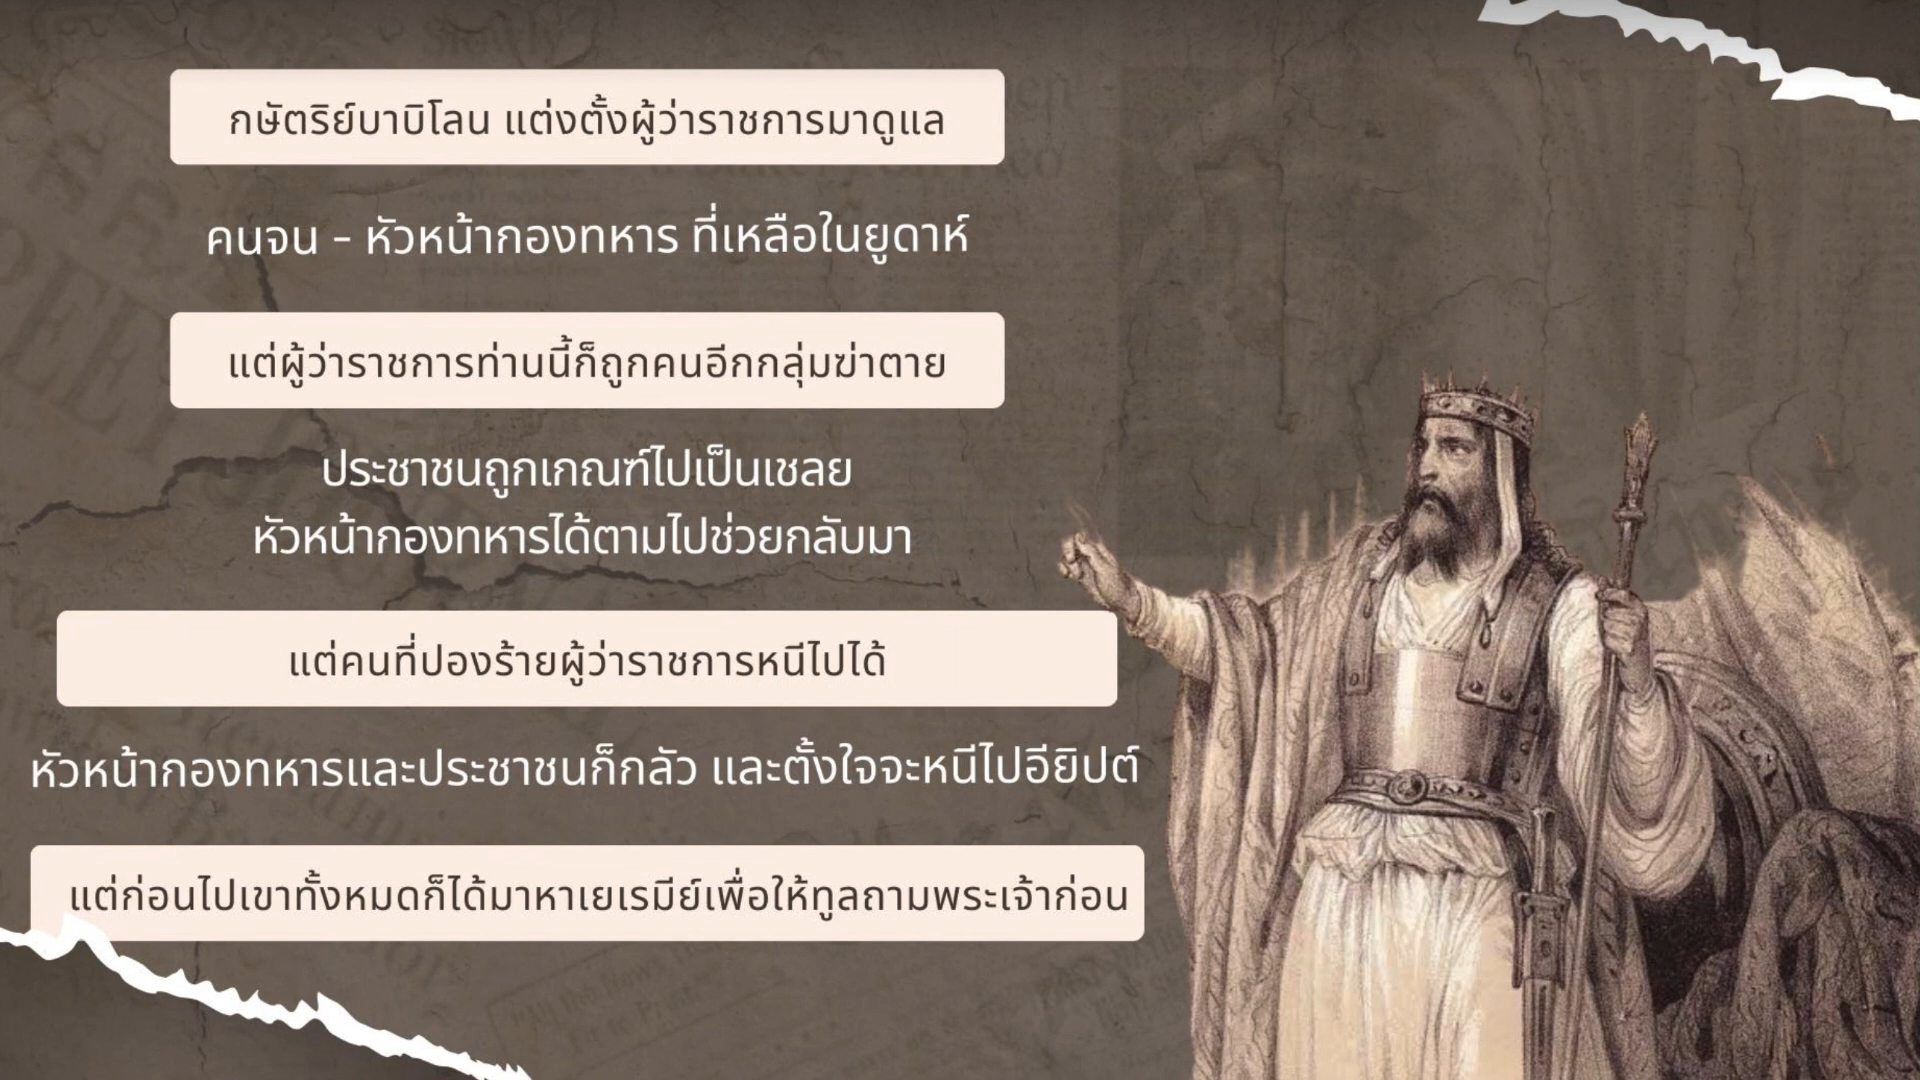 กษัตริย์บาบิโลน แต่งตั้งผู้ว่าราชการมาดูแล
คนจน - หัวหน้ากองทหาร ที่เหลือในยูดาห์
แต่ผู้ว่าราชการท่านนี้ก็ถูกคนอีกกลุ่มฆ่าตาย
ประชาชนถูกเกณฑ์ไปเป็นเชลย
หัวหน้ากองทหารได้ตามไปช่วยกลับมา
แต่คนที่ปองร้ายผู้ว่าราชการหนีไปได้
หัวหน้ากองทหารและประชาชนก็กลัว และตั้งใจจะหนีไปอียิปต์
แต่ก่อนไปเขาทั้งหมดก็ได้มาหาเยเรมีย์เพื่อให้ทูลถามพระเจ้าก่อน